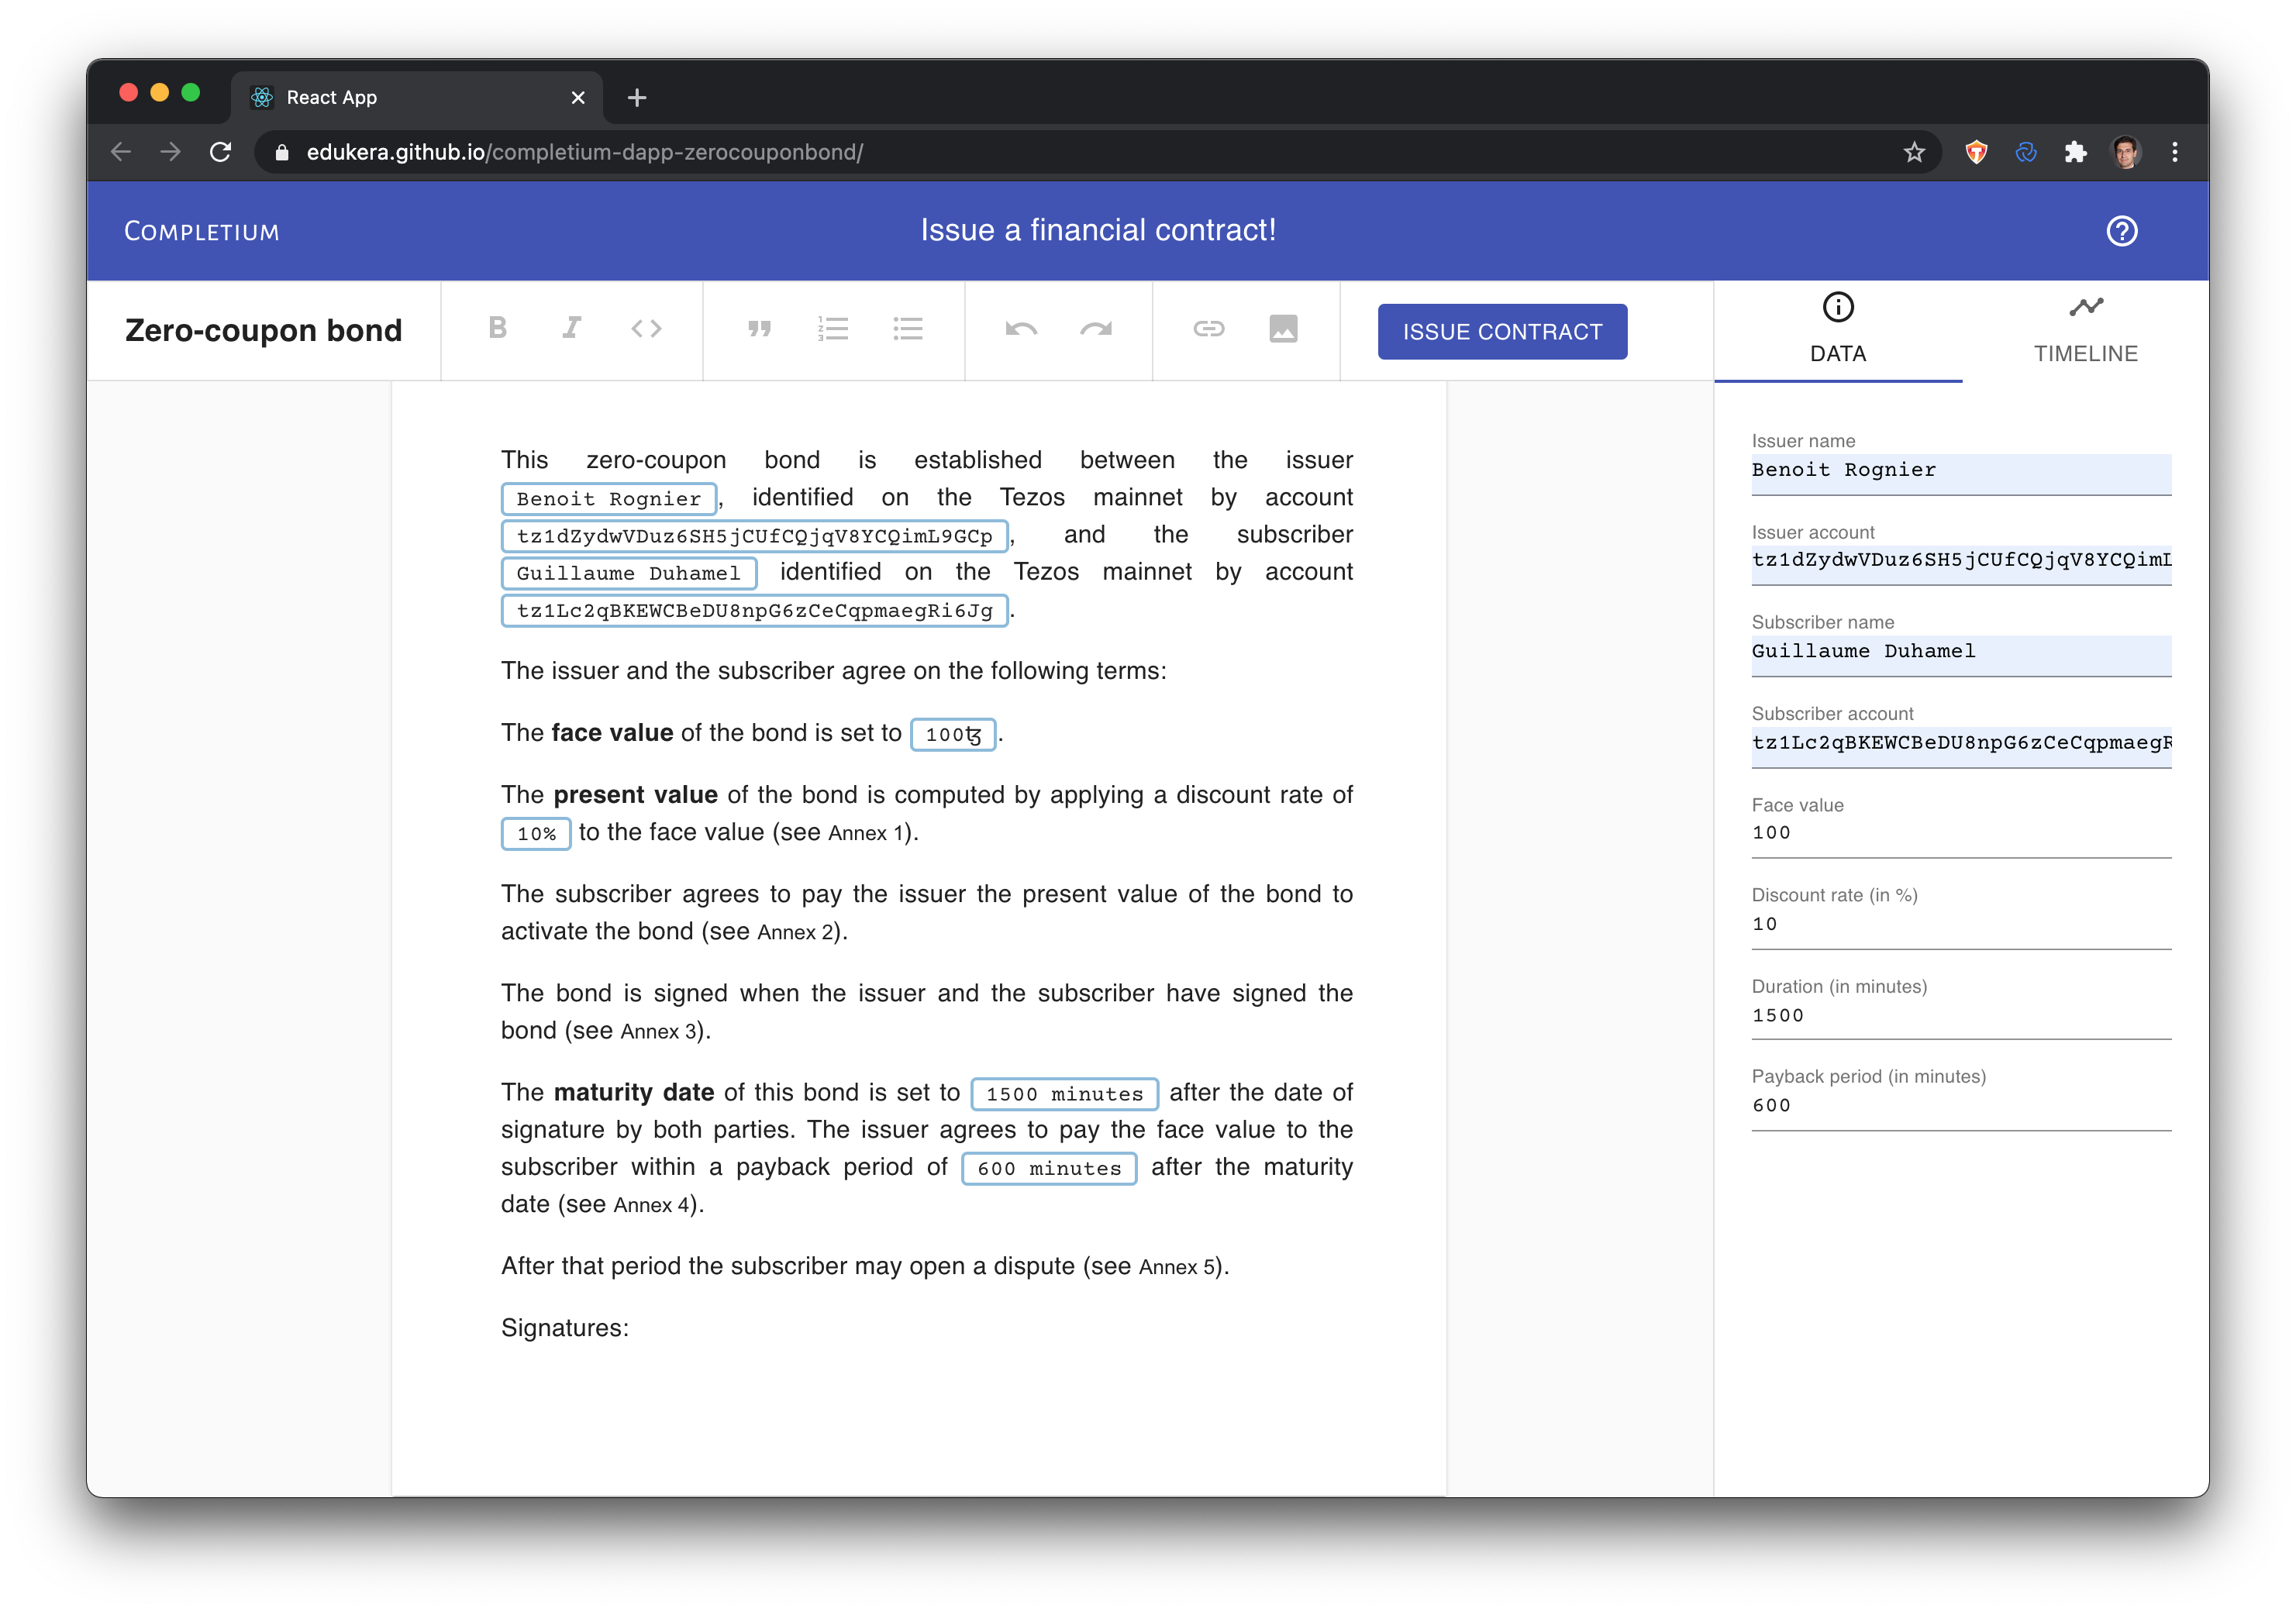 React App
edukera.github.io/completium-dapp-zerocouponbond/
COMPLETIUM
Issue a financial contract!
Zero-coupon bond
ISSUE CONTRACT
DATA
TIMELINE
This zero-coupon bond is established between the issuer
Benoit Rognier, identified on the Tezos mainnet by account
tz1dZydwVDuz6SH5jCUfCQjqV8YCQimL9GCp, and the subscriber
Guillaume Duhamel identified on the Tezos mainnet by account
tz1Lc2qBKEWCBeDU8npG6zCeCqpmaegRi6Jg.
The issuer and the subscriber agree on the following terms:
The face value of the bond is set to 100ꜩ.
The present value of the bond is computed by applying a discount rate of
10% to the face value (see Annex 1).
The subscriber agrees to pay the issuer the present value of the bond to
activate the bond (see Annex 2).
The bond is signed when the issuer and the subscriber have signed the
bond (see Annex 3).
The maturity date of this bond is set to 1500 minutes after the date of
signature by both parties. The issuer agrees to pay the face value to the
subscriber within a payback period of 600 minutes after the maturity
date (see Annex 4).
After that period the subscriber may open a dispute (see Annex 5).
Signatures:
Issuer name
Benoit Rognier
Issuer account
tz1dZydwVDuz6SH5jCUfCQjqV8YCQimL
Subscriber name
Guillaume Duhamel
Subscriber account
tz1Lc2qBKEWCBeDU8npG6zCeCqpmaegR
Face value
100
Discount rate (in %)
10
Duration (in minutes)
1500
Payback period (in minutes)
600